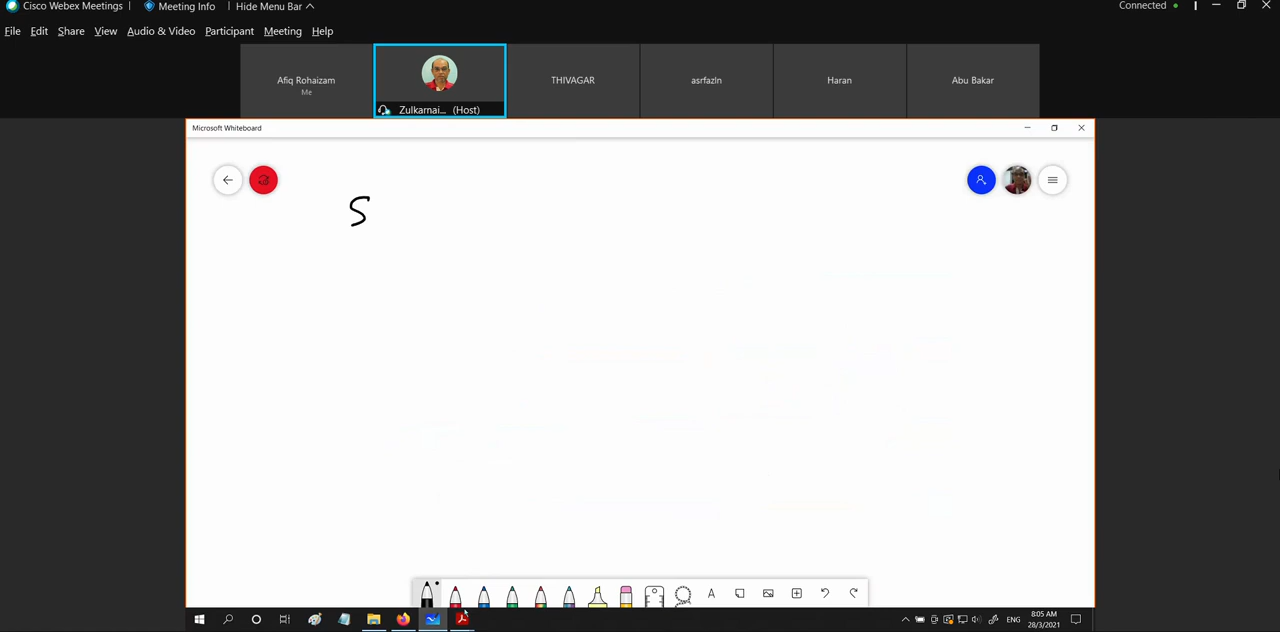 Cisco Webex Meetings | Meeting Info | Hide Menu Bar
Connected
File Edit Share View Audio & Video Participant Meeting Help
Afiq Rohaizam
Me
Zulkarnai... (Host)
THIVAGAR
asrfazln
Haran
Abu Bakar
Microsoft Whiteboard
S
A
ENG
8:05 AM
28/3/2021